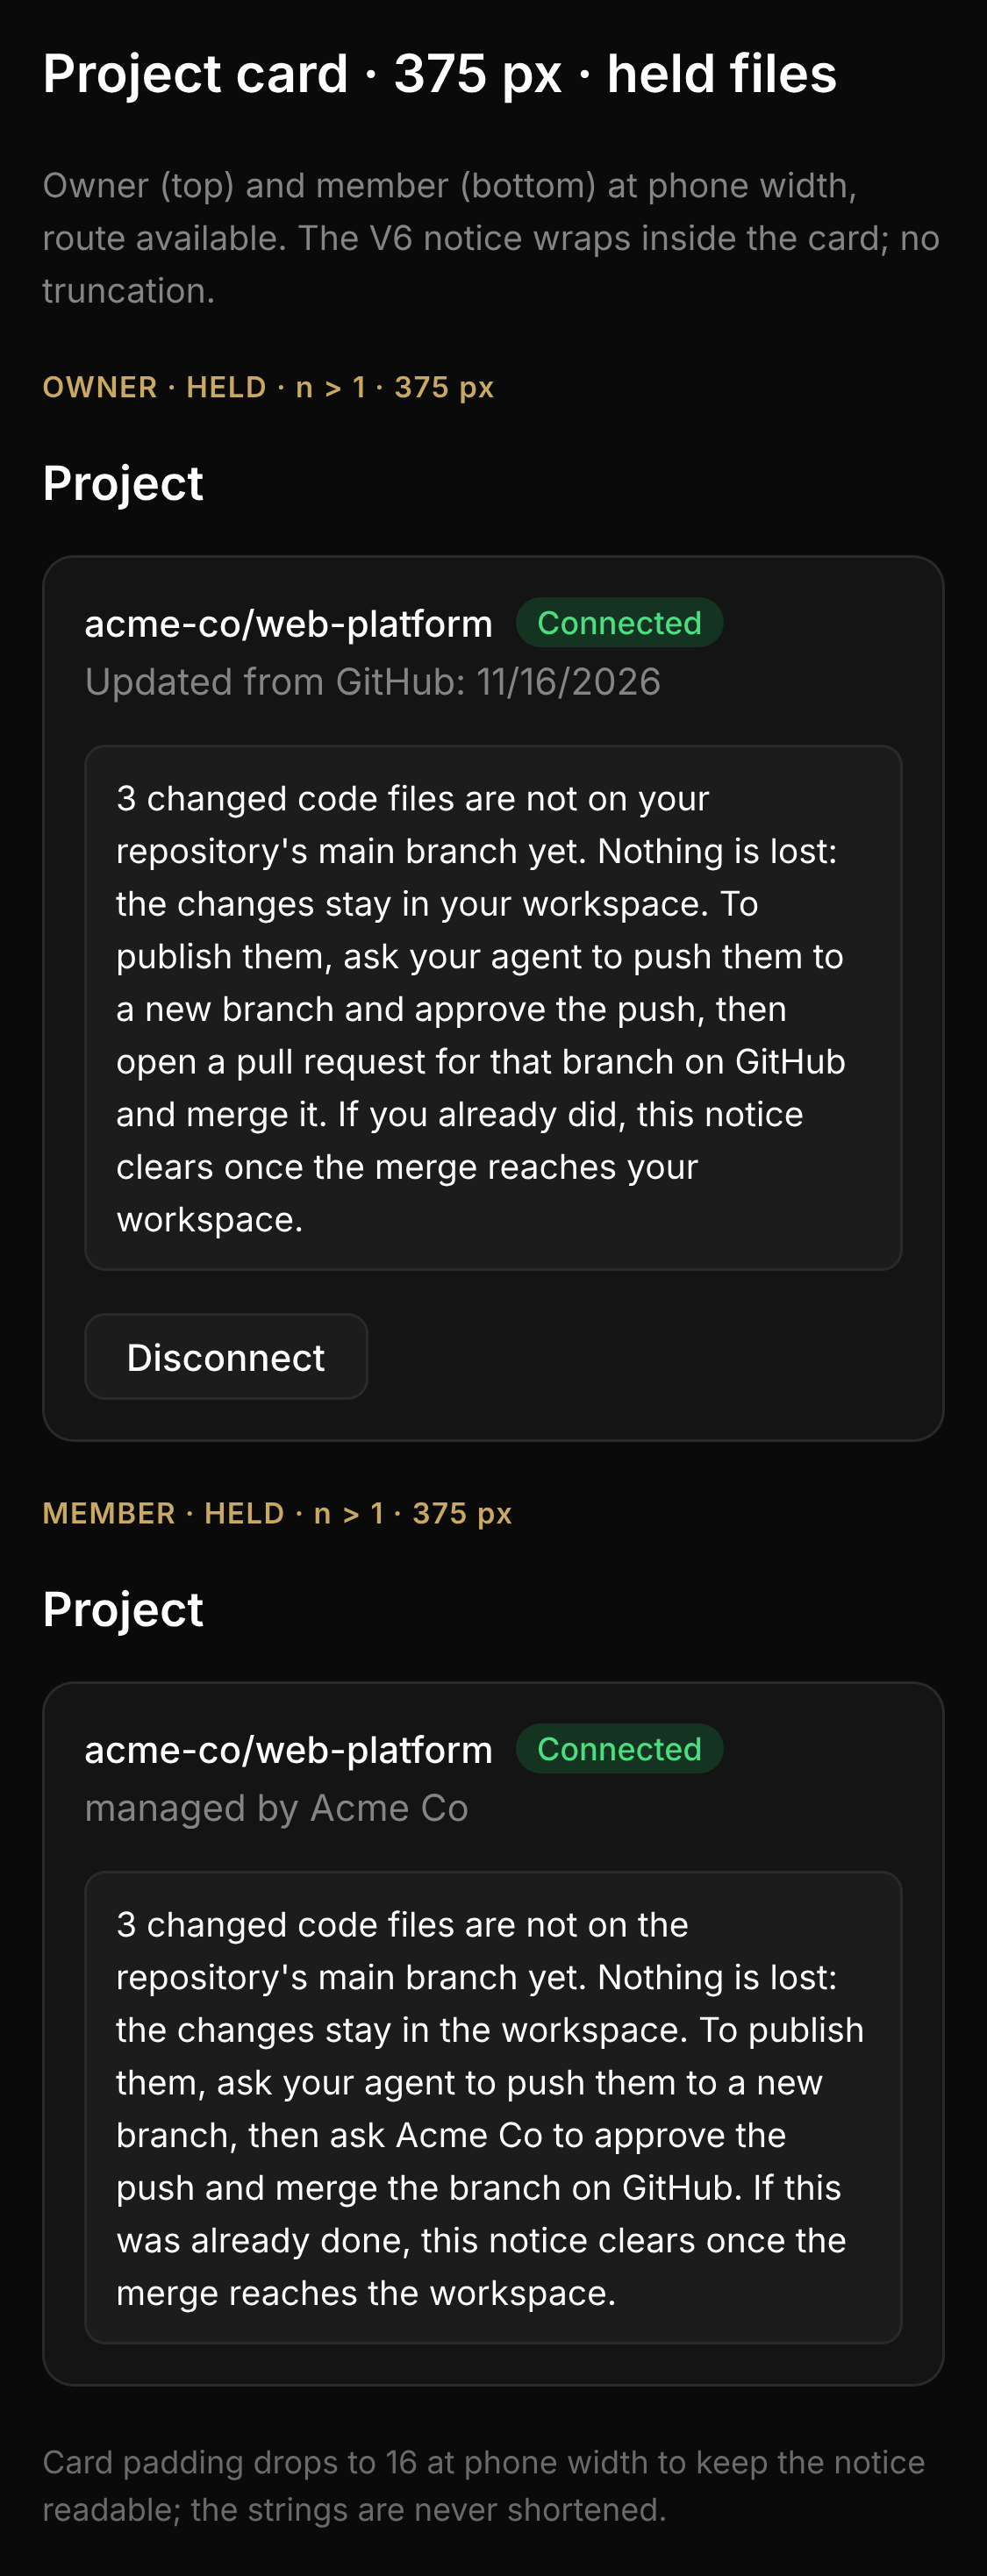 Project card · 375 px · held files
Owner (top) and member (bottom) at phone width,
route available. The V6 notice wraps inside the card; no
truncation.
OWNER · HELD · n > 1 · 375 px
Project
acme-co/web-platform Connected
Updated from GitHub: 11/16/2026
3 changed code files are not on your
repository's main branch yet. Nothing is lost:
the changes stay in your workspace. To
publish them, ask your agent to push them to
a new branch and approve the push, then
open a pull request for that branch on GitHub
and merge it. If you already did, this notice
clears once the merge reaches your
workspace.
Disconnect
MEMBER · HELD · n > 1 · 375 px
Project
acme-co/web-platform Connected
managed by Acme Co
3 changed code files are not on the
repository's main branch yet. Nothing is lost:
the changes stay in the workspace. To publish
them, ask your agent to push them to a new
branch, then ask Acme Co to approve the
push and merge the branch on GitHub. If this
was already done, this notice clears once the
merge reaches the workspace.
Card padding drops to 16 at phone width to keep the notice
readable; the strings are never shortened.